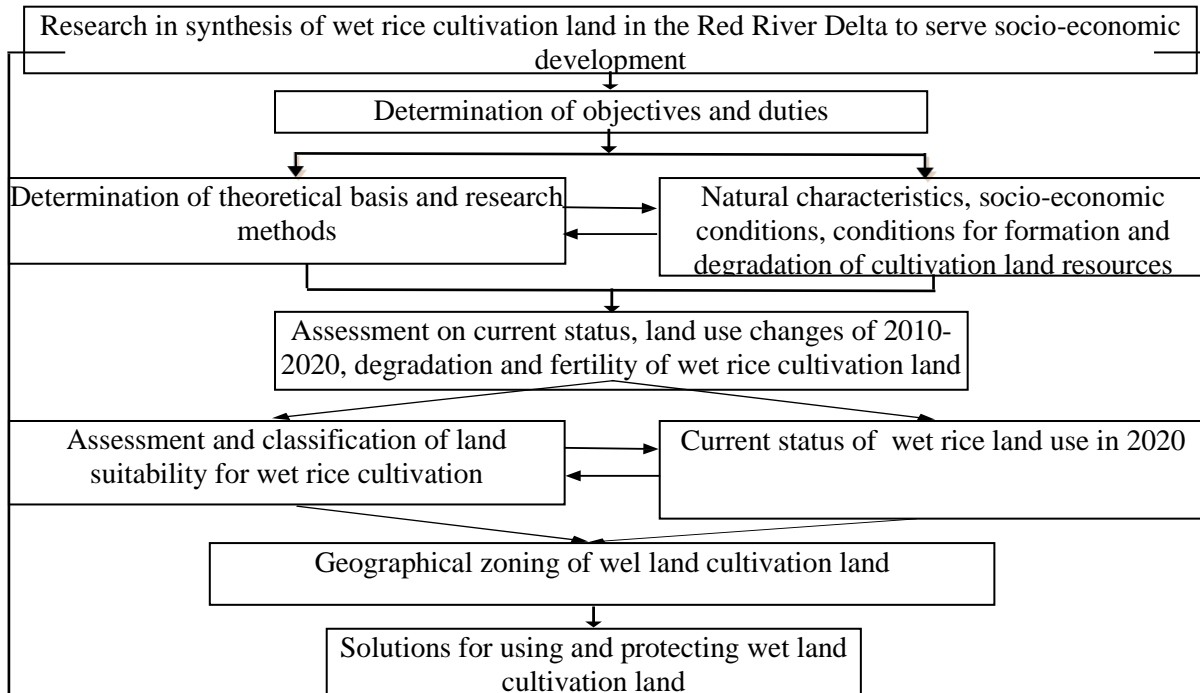 Research in synthesis of wet rice cultivation land in the Red River Delta to serve socio-economic
development
Determination of objectives and duties
Determination of theoretical basis and research
methods
Natural characteristics, socio-economic
conditions, conditions for formation and
degradation of cultivation land resources
Assessment on current status, land use changes of 2010-
2020, degradation and fertility of wet rice cultivation land
Assessment and classification of land
suitability for wet rice cultivation
Current status of wet rice land use in 2020
Geographical zoning of wel land cultivation land
Solutions for using and protecting wet land
cultivation land